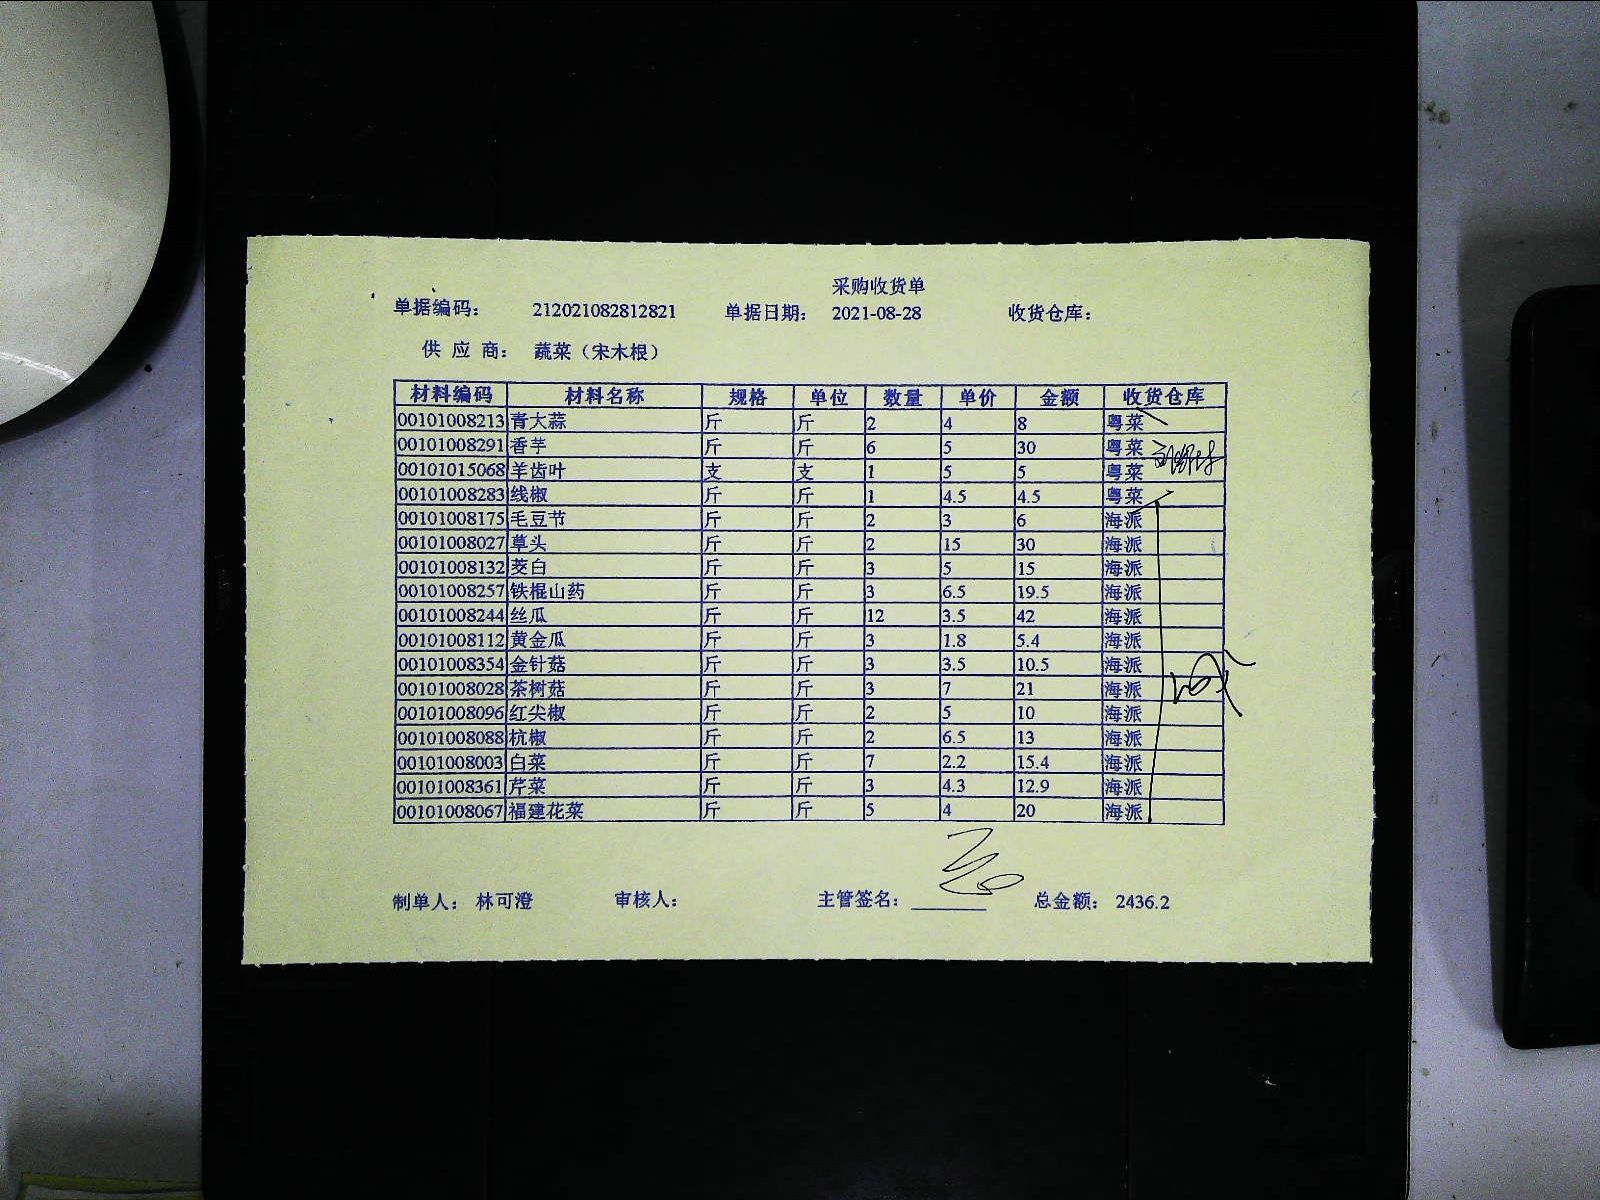 采购收货单
单据编码： 212021082812821 单据日期： 2021-08-28 收货仓库：
供 应 商： 蔬菜（宋木根）
材料编码 材料名称 规格 单位 数量 单价 金额 收货仓库
00101008213 青大蒜 斤 斤 2 4 8 粤菜
00101008291 香芋 斤 斤 6 5 30 粤菜
00101015068 羊齿叶 支 支 1 5 5 粤菜
00101008283 线椒 斤 斤 1 4.5 4.5 粤菜
00101008175 毛豆节 斤 斤 2 3 6 海派
00101008027 草头 斤 斤 2 15 30 海派
00101008132 茭白 斤 斤 3 5 15 海派
00101008257 铁棍山药 斤 斤 3 6.5 19.5 海派
00101008244 丝瓜 斤 斤 12 3.5 42 海派
00101008112 黄金瓜 斤 斤 3 1.8 5.4 海派
00101008354 金针菇 斤 斤 3 3.5 10.5 海派
00101008028 茶树菇 斤 斤 3 7 21 海派
00101008096 红尖椒 斤 斤 2 5 10 海派
00101008088 杭椒 斤 斤 2 6.5 13 海派
00101008003 白菜 斤 斤 7 2.2 15.4 海派
00101008361 芹菜 斤 斤 3 4.3 12.9 海派
00101008067 福建花菜 斤 斤 5 4 20 海派
制单人： 林可澄 审核人： 主管签名： 总金额： 2436.2